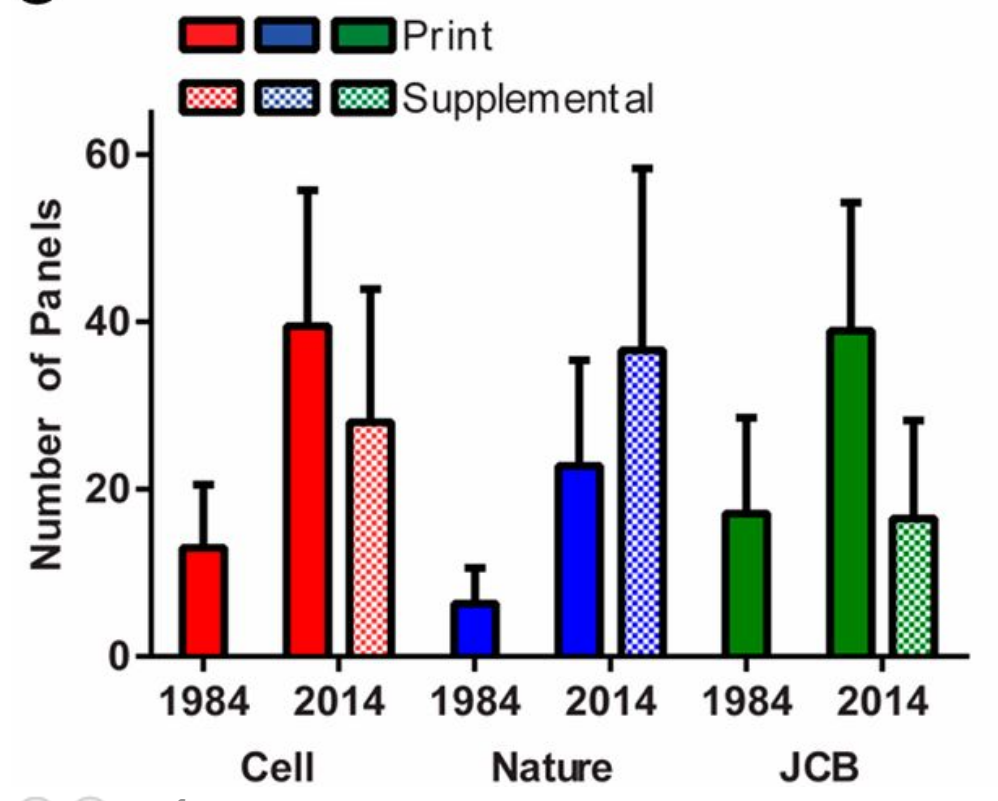 Print
Supplemental
60
40
20
0
Number of Panels
1984 2014 1984 2014 1984 2014
Cell Nature JCB